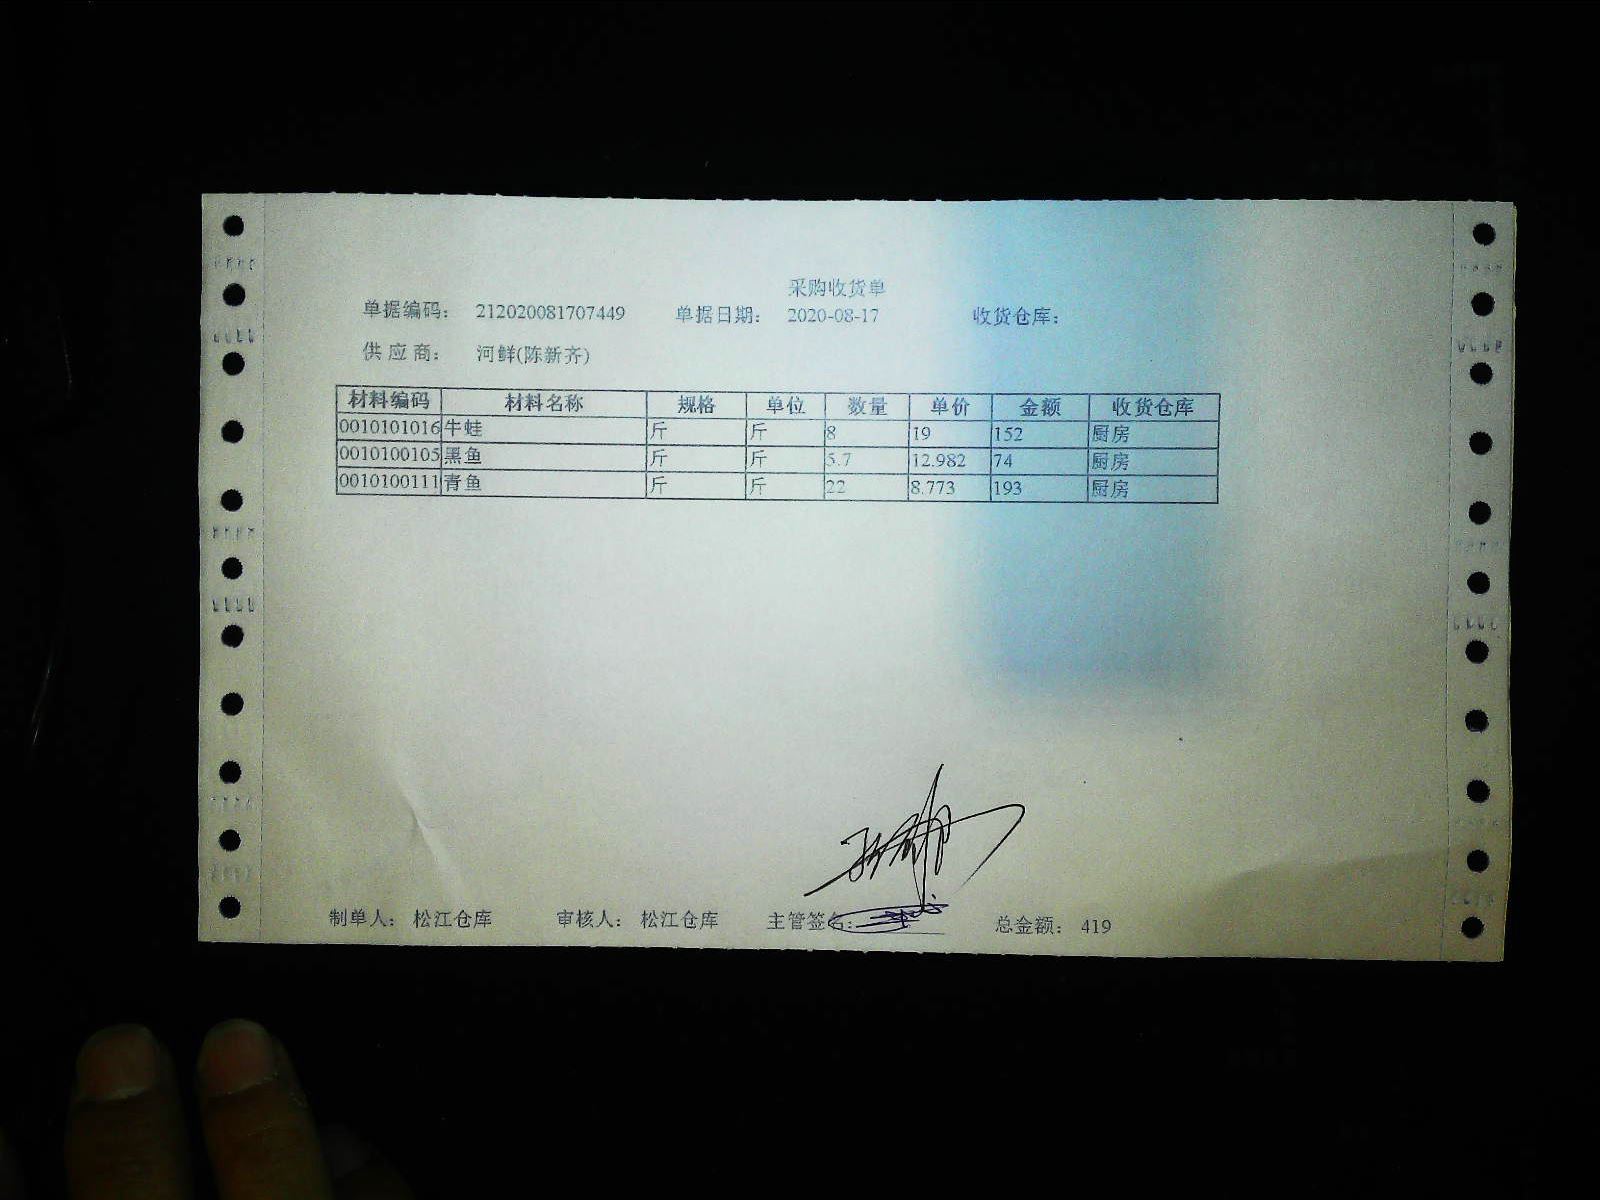 采购收货单
单据编码： 212020081707449 单据日期： 2020-08-17 收货仓库：
供应商： 河鲜(陈新齐)
材料编码 材料名称 规格 单位 数量 单价 金额 收货仓库
0010101016 牛蛙 斤 斤 8 19 152 厨房
0010100105 黑鱼 斤 斤 5.7 12.982 74 厨房
0010100111 青鱼 斤 斤 22 8.773 193 厨房
制单人： 松江仓库 审核人： 松江仓库 主管签名： 总金额： 419